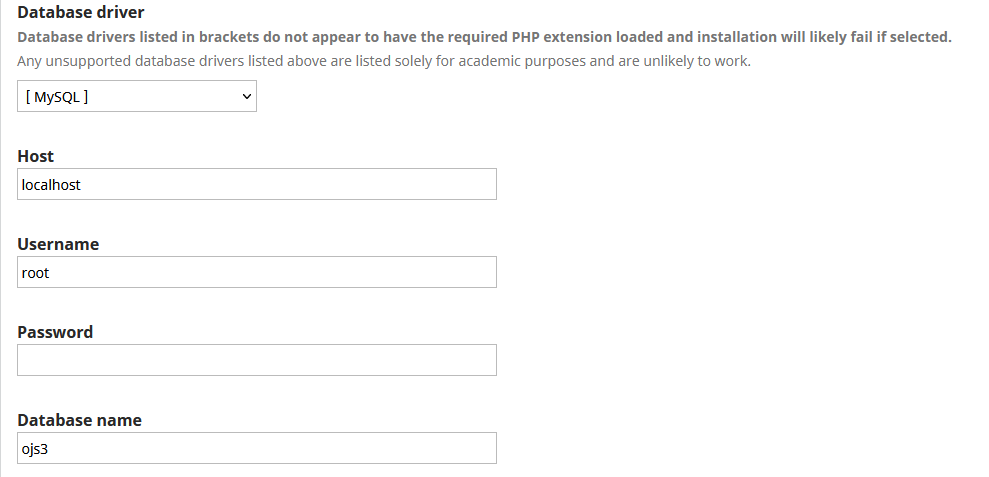 Database driver
Database drivers listed in brackets do not appear to have the required PHP extension loaded and installation will likely fail if selected.
Any unsupported database drivers listed above are listed solely for academic purposes and are unlikely to work.
[ MySQL ]
Host
localhost
Username
root
Password
Database name
ojs3